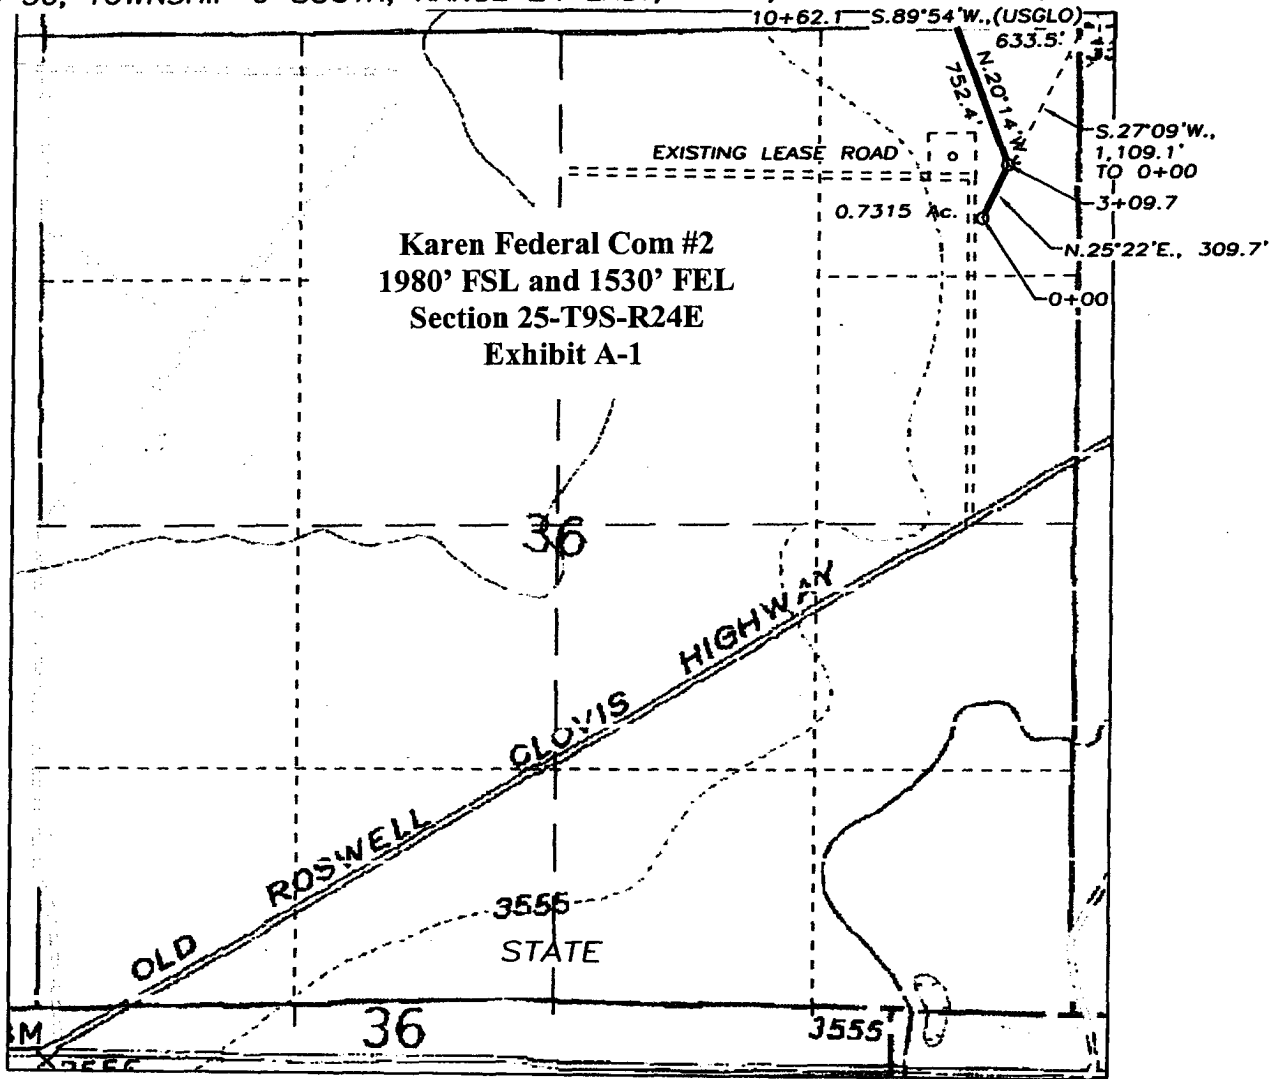 10+62.1 S.89°54'W.,(USGLO)
633.5'
N.20°14'W.
752.4'
S.27°09'W.,
1,109.1'
TO 0+00
EXISTING LEASE ROAD
3+09.7
0.7315 Ac.
N.25°22'E., 309.7'
0+00
Karen Federal Com #2
1980' FSL and 1530' FEL
Section 25-T9S-R24E
Exhibit A-1
36
OLD ROSWELL CLOVIS HIGHWAY
3555
STATE
36
3555